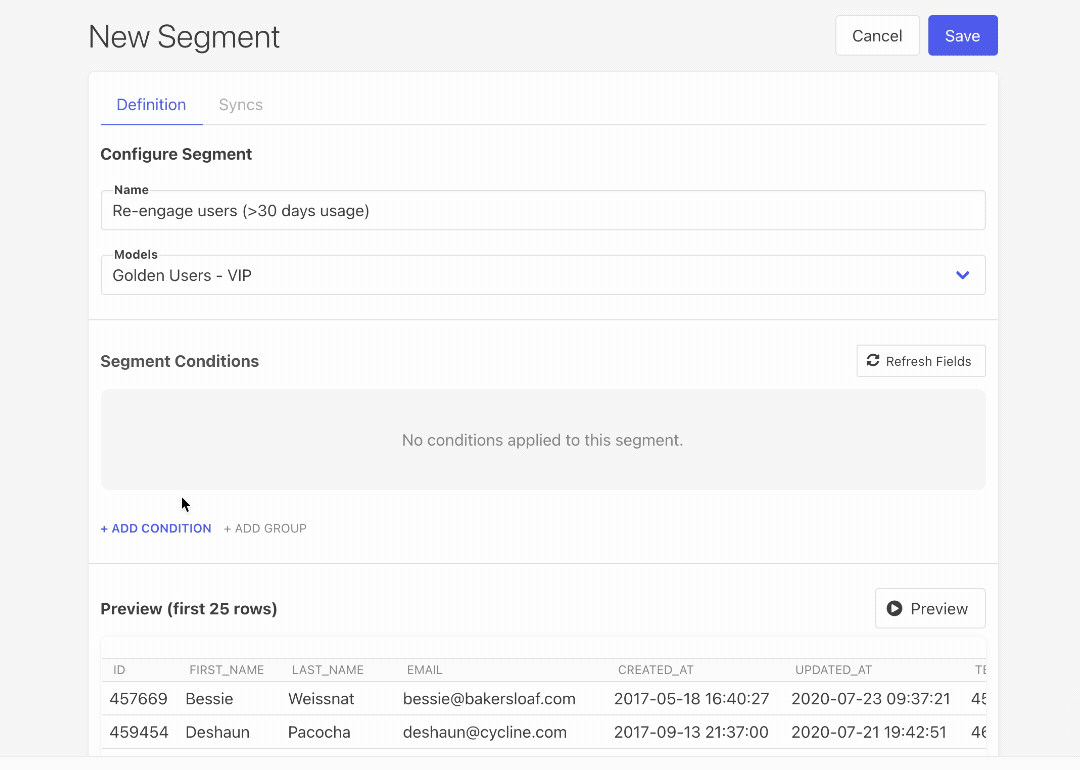 New Segment
Cancel
Save
Definition
Syncs
Configure Segment
Name
Re-engage users (>30 days usage)
Models
Golden Users - VIP
Segment Conditions
Refresh Fields
No conditions applied to this segment.
+ ADD CONDITION + ADD GROUP
Preview (first 25 rows)
Preview
ID FIRST_NAME LAST_NAME EMAIL CREATED_AT UPDATED_AT
457669 Bessie Weissnat bessie@bakersloaf.com 2017-05-18 16:40:27 2020-07-23 09:37:21 45
459454 Deshaun Pacocha deshaun@cycline.com 2017-09-13 21:37:00 2020-07-21 19:42:51 46